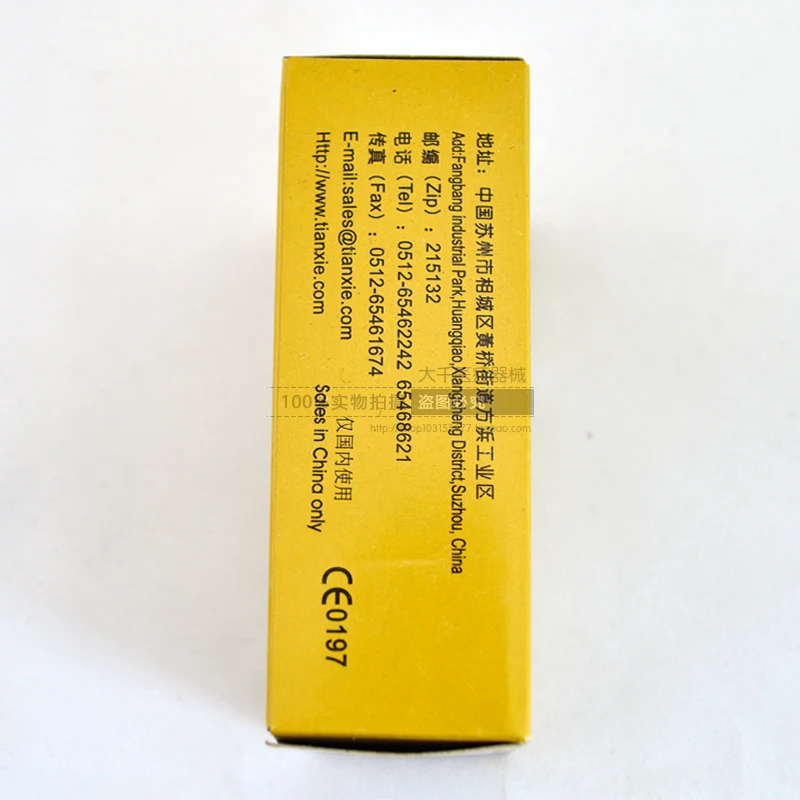 地址：中国苏州市相城区黄桥街道方浜工业区
Add:Fangbang industrial Park,Huangqiao,Xiangcheng District,Suzhou, China
邮编（Zip）：215132
电话（Tel）：0512-65462242 65468621
传真（Fax）：0512-65461674
E-mail:sales@tianxie.com
仅国内使用
Http://www.tianxie.com
Sales in China only
CE0197
大千医疗器械
实物拍摄 盗图必究